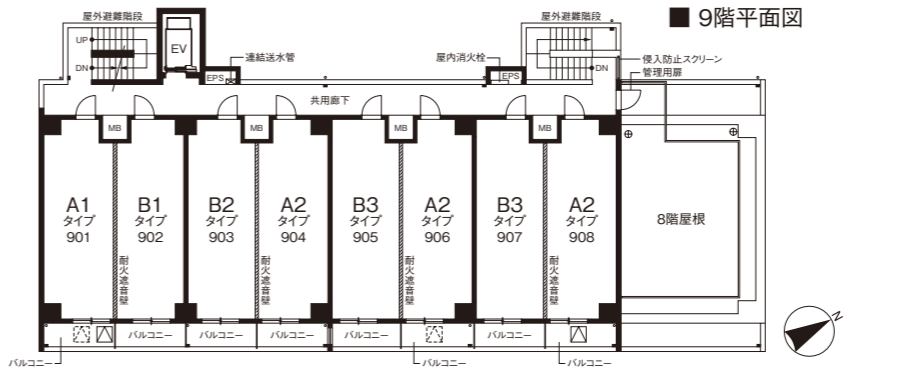 ■ 9階平面図
屋外避難階段
屋外避難階段
UP
DN
EV
EPS
連結送水管
屋内消火栓
EPS
DN
侵入防止スクリーン
管理用扉
共用廊下
MB
MB
MB
MB
A1
タイプ
901
B1
タイプ
902
B2
タイプ
903
A2
タイプ
904
B3
タイプ
905
A2
タイプ
906
B3
タイプ
907
A2
タイプ
908
8階屋根
耐火遮音壁
耐火遮音壁
耐火遮音壁
耐火遮音壁
バルコニー
バルコニー
バルコニー
バルコニー
バルコニー
バルコニー
バルコニー
バルコニー
N